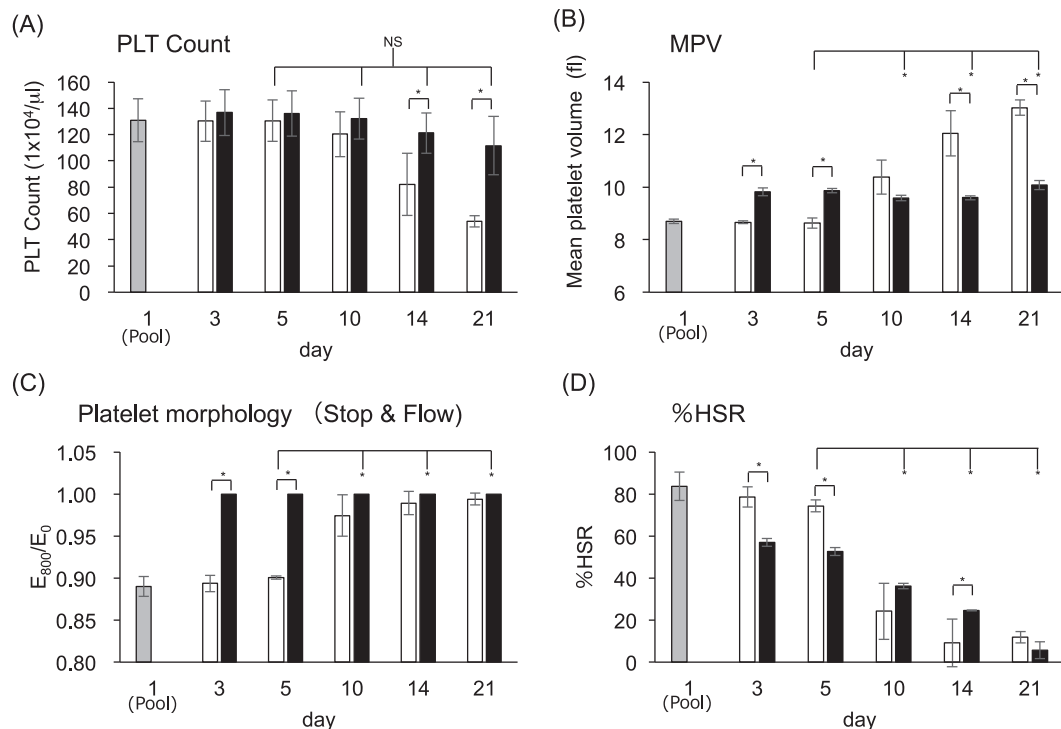 (A)
PLT Count
NS
PLT Count (1x10⁴/μl)
160
140
120
100
80
60
40
20
0
* *
1 3 5 10 14 21
(Pool)
day
(B)
MPV
Mean platelet volume (fl)
14
12
10
8
6
* * *
* * * *
1 3 5 10 14 21
(Pool)
day
(C)
Platelet morphology (Stop & Flow)
E₈₀₀/E₀
1.05
1.00
0.95
0.90
0.80
* * * * *
1 3 5 10 14 21
(Pool)
day
(D)
%HSR
%HSR
100
80
60
40
20
0
* * *
* * *
1 3 5 10 14 21
(Pool)
day